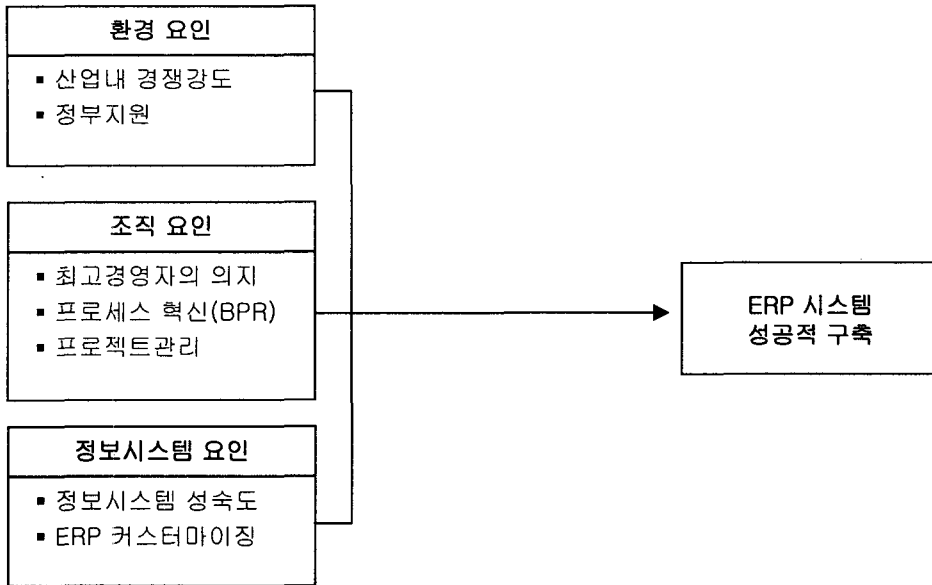 환경 요인
▪ 산업내 경쟁강도
▪ 정부지원
조직 요인
▪ 최고경영자의 의지
▪ 프로세스 혁신(BPR)
▪ 프로젝트관리
정보시스템 요인
▪ 정보시스템 성숙도
▪ ERP 커스터마이징
ERP 시스템
성공적 구축